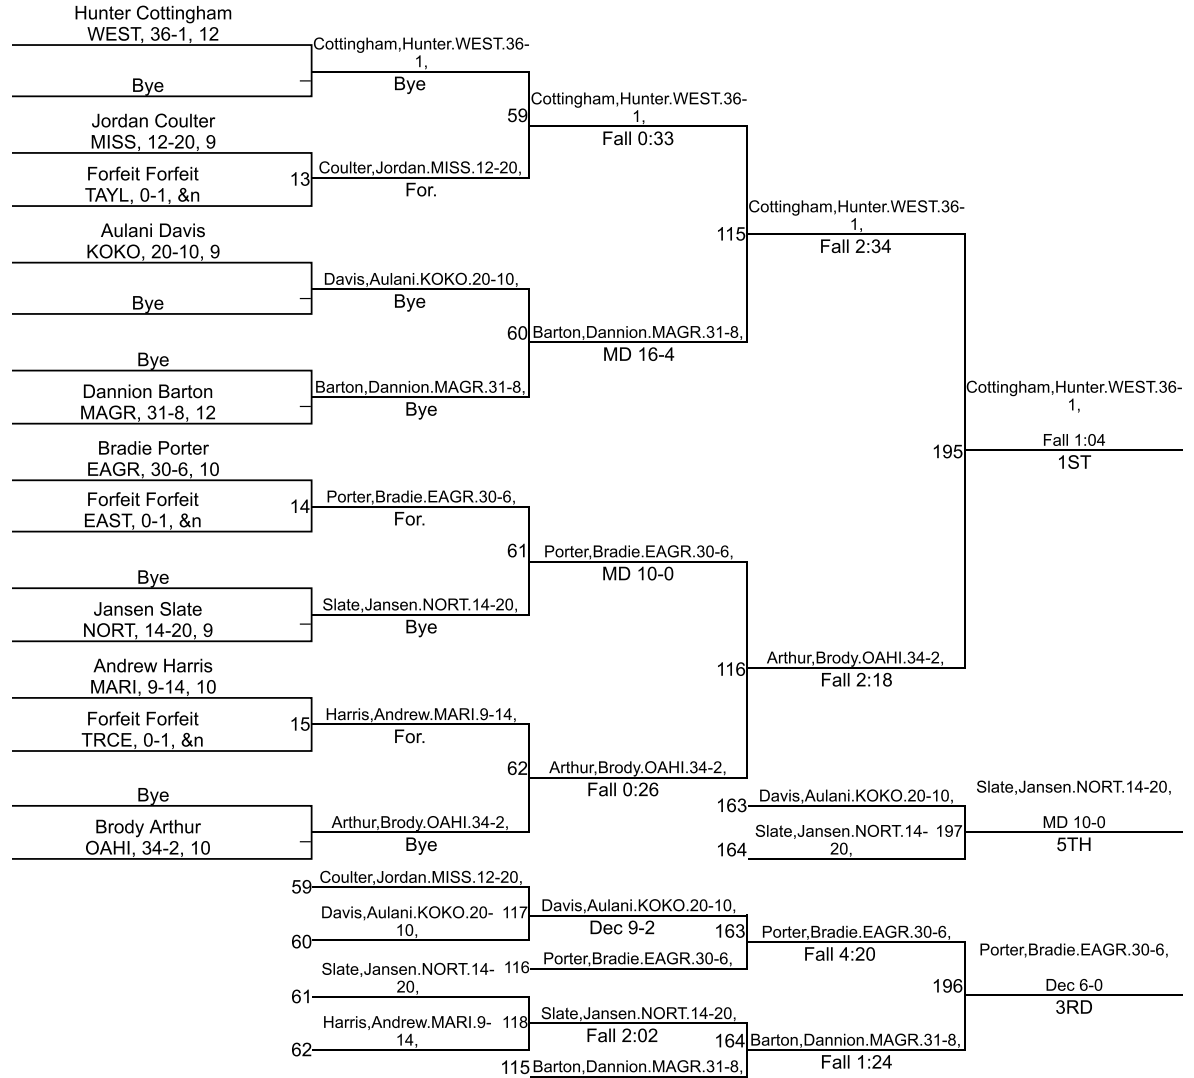 Hunter Cottingham
WEST, 36-1, 12
Bye
Jordan Coulter
MISS, 12-20, 9
Forfeit Forfeit
TAYL, 0-1, &n
13
Aulani Davis
KOKO, 20-10, 9
Bye
Bye
Dannion Barton
MAGR, 31-8, 12
Bradie Porter
EAGR, 30-6, 10
Forfeit Forfeit
EAST, 0-1, &n
14
Bye
Jansen Slate
NORT, 14-20, 9
Andrew Harris
MARI, 9-14, 10
Forfeit Forfeit
TRCE, 0-1, &n
15
Bye
Brody Arthur
OAHI, 34-2, 10
Cottingham,Hunter.WEST.36-
1,
Bye
59
Coulter,Jordan.MISS.12-20,
For.
Davis,Aulani.KOKO.20-10,
Bye
60
Barton,Dannion.MAGR.31-8,
Bye
Porter,Bradie.EAGR.30-6,
For.
61
Slate,Jansen.NORT.14-20,
Bye
Harris,Andrew.MARI.9-14,
For.
62
Arthur,Brody.OAHI.34-2,
Bye
Cottingham,Hunter.WEST.36-
1,
Fall 0:33
115
Barton,Dannion.MAGR.31-8,
MD 16-4
Porter,Bradie.EAGR.30-6,
MD 10-0
116
Arthur,Brody.OAHI.34-2,
Fall 0:26
Cottingham,Hunter.WEST.36-
1,
Fall 2:34
195
Arthur,Brody.OAHI.34-2,
Fall 2:18
Cottingham,Hunter.WEST.36-
1,
Fall 1:04
1ST
163
Davis,Aulani.KOKO.20-10,
164
Slate,Jansen.NORT.14-
20,
197
Slate,Jansen.NORT.14-20,
MD 10-0
5TH
59
Coulter,Jordan.MISS.12-20,
60
Davis,Aulani.KOKO.20-
10,
117
61
Slate,Jansen.NORT.14-
20,
62
Harris,Andrew.MARI.9-
14,
118
Davis,Aulani.KOKO.20-10,
Dec 9-2
163
116
Porter,Bradie.EAGR.30-6,
Slate,Jansen.NORT.14-20,
Fall 2:02
164
115
Barton,Dannion.MAGR.31-8,
Porter,Bradie.EAGR.30-6,
Fall 4:20
196
Barton,Dannion.MAGR.31-8,
Fall 1:24
Porter,Bradie.EAGR.30-6,
Dec 6-0
3RD